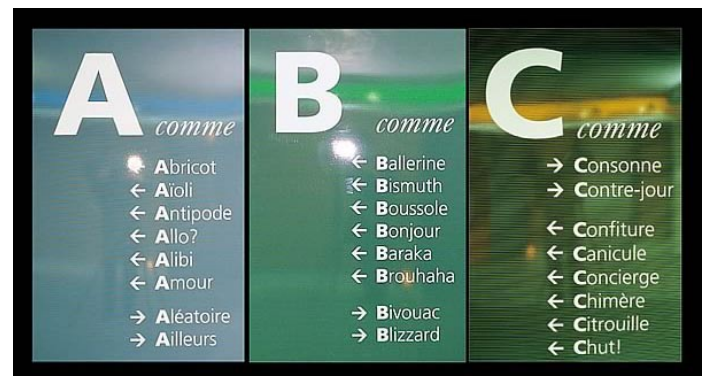 A
comme
← Abricot
← Aïoli
← Antipode
← Allo?
← Alibi
← Amour
→ Aléatoire
→ Ailleurs
B
comme
← Ballerine
← Bismuth
← Boussole
← Bonjour
← Baraka
← Brouhaha
→ Bivouac
→ Blizzard
C
comme
→ Consonne
→ Contre-jour
← Confiture
← Canicule
← Concierge
← Chimère
← Citrouille
← Chut!